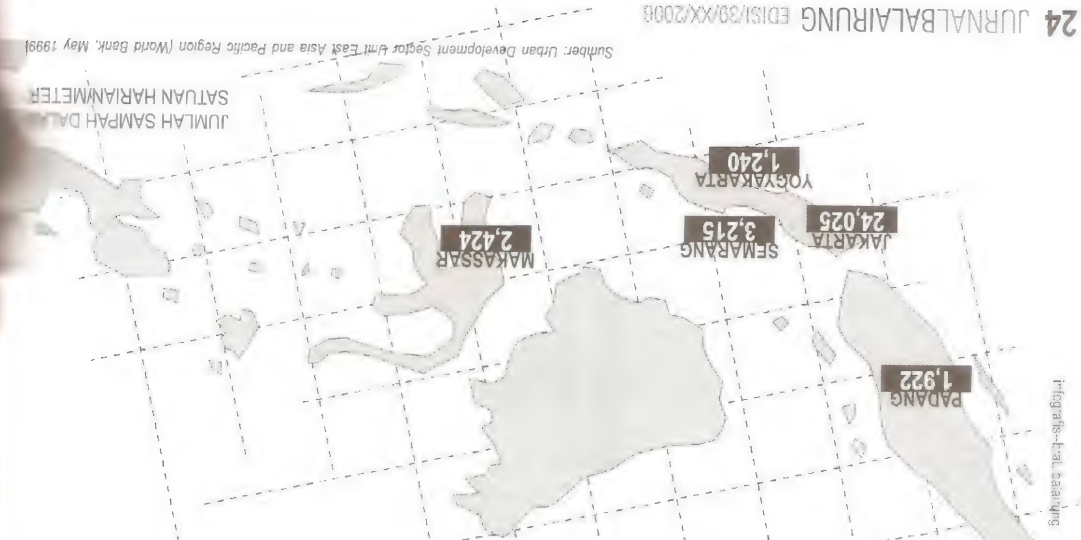 infografis
balairung
PADANG
1,922
JAKARTA
24,025
SEMARANG
3,215
MAKASSAR
2,424
YOGYAKARTA
1,240
JUMLAH SAMPAH DALA
SATUAN HARIAN/METER
Sumber: Urban Development Sector Unit East Asia and Pacific Region (World Bank, May 1999)
24 JURNALBALAIRUNG EDISI/39/XX/2006